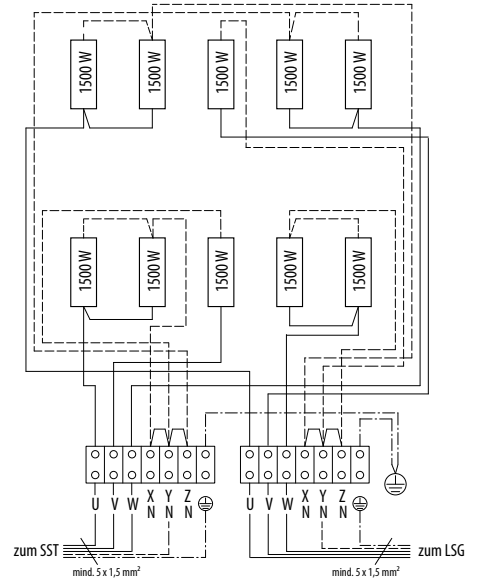 1500 W 1500 W 1500 W 1500 W 1500 W
1500 W 1500 W 1500 W 1500 W 1500 W
U V W X Y Z U V W X Y Z
N N N N N N
zum SST zum LSG
mind. 5 x 1,5 mm² mind. 5 x 1,5 mm²